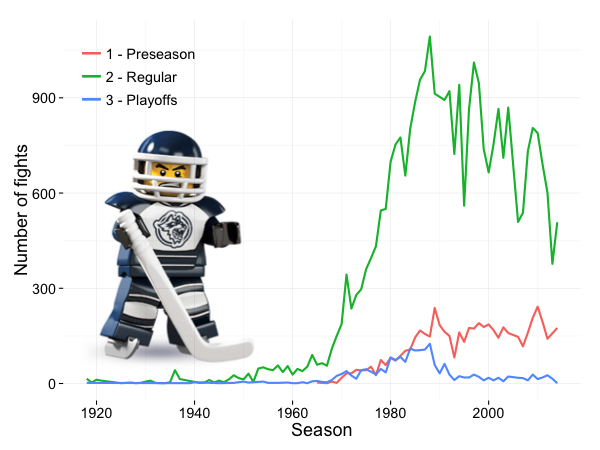 1 - Preseason
2 - Regular
3 - Playoffs
Number of fights
900
600
300
0
1920 1940 1960 1980 2000
Season